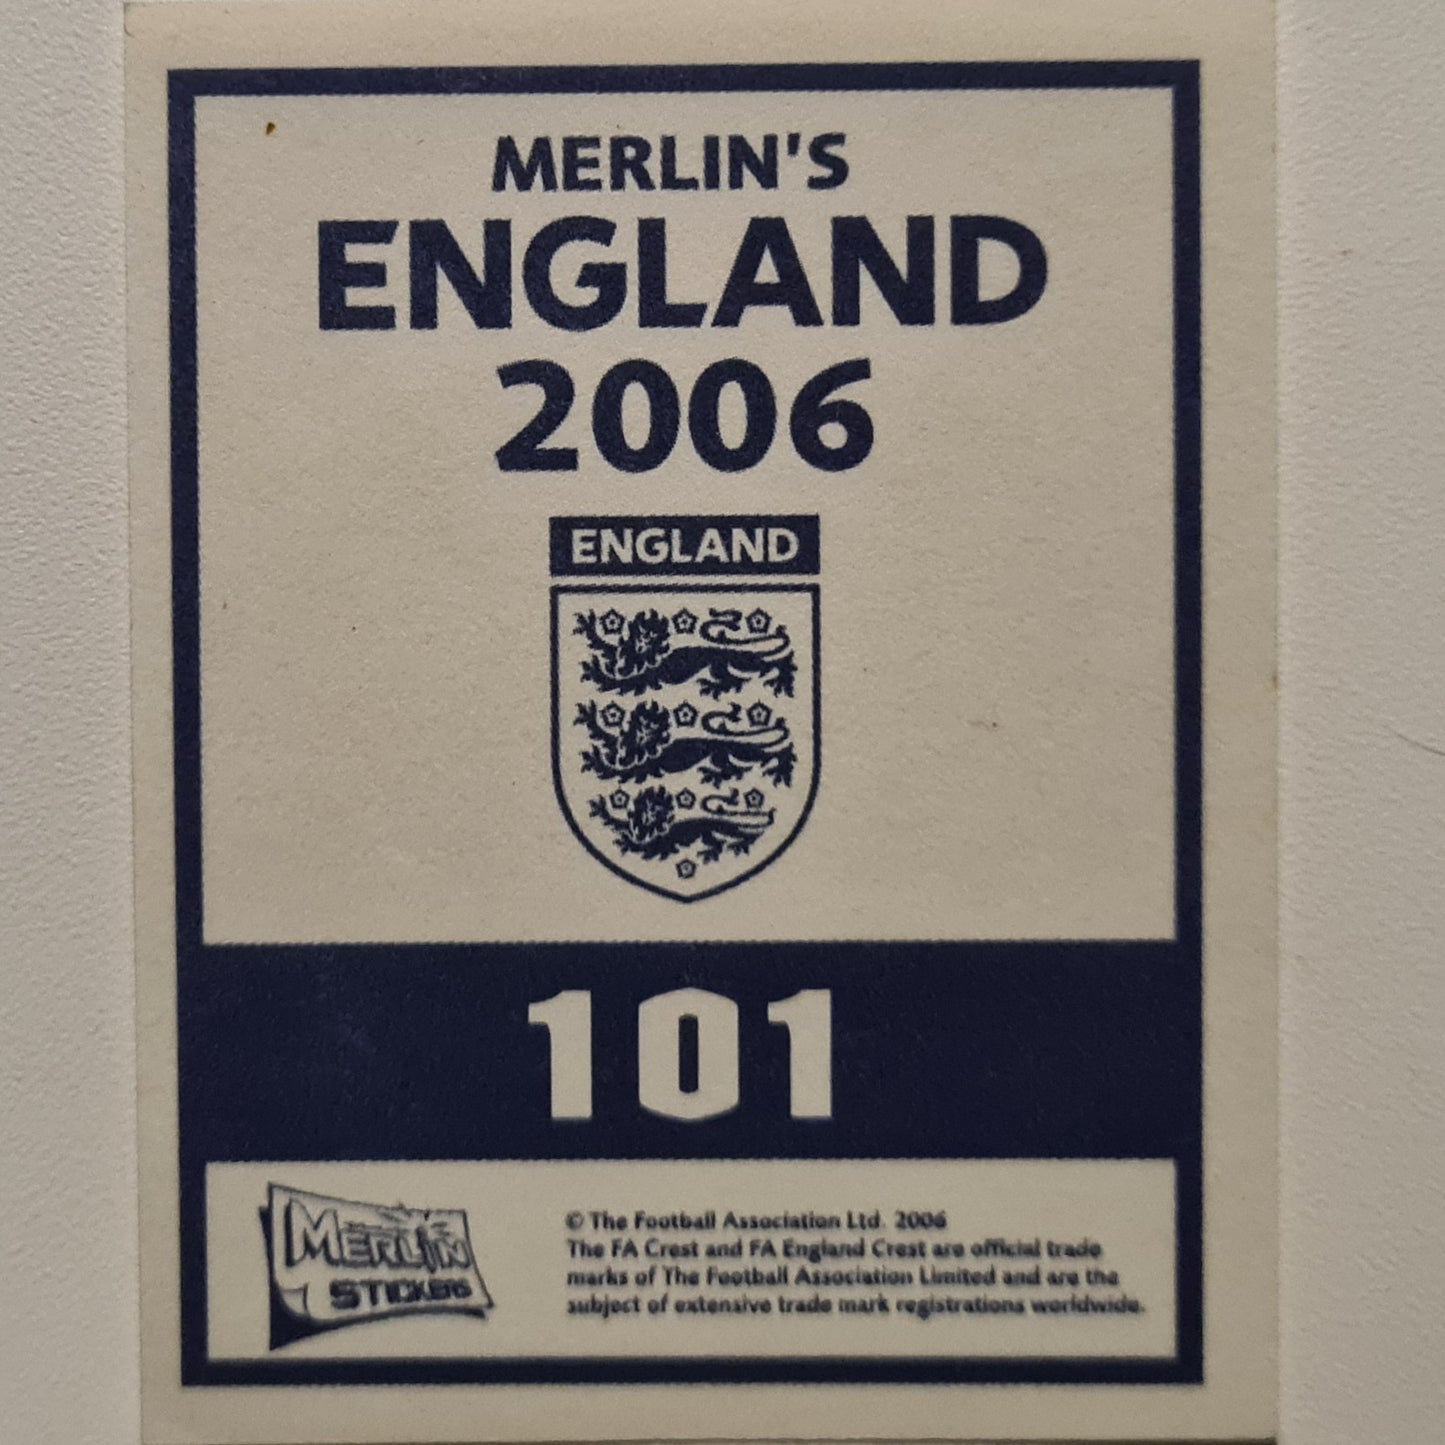 MERLIN'S
ENGLAND
2006
ENGLAND
101
MERLIN
STICKERS
© The Football Association Ltd. 2006
The FA Crest and FA England Crest are official trade
marks of The Football Association Limited and are the
subject of extensive trade mark registrations worldwide.